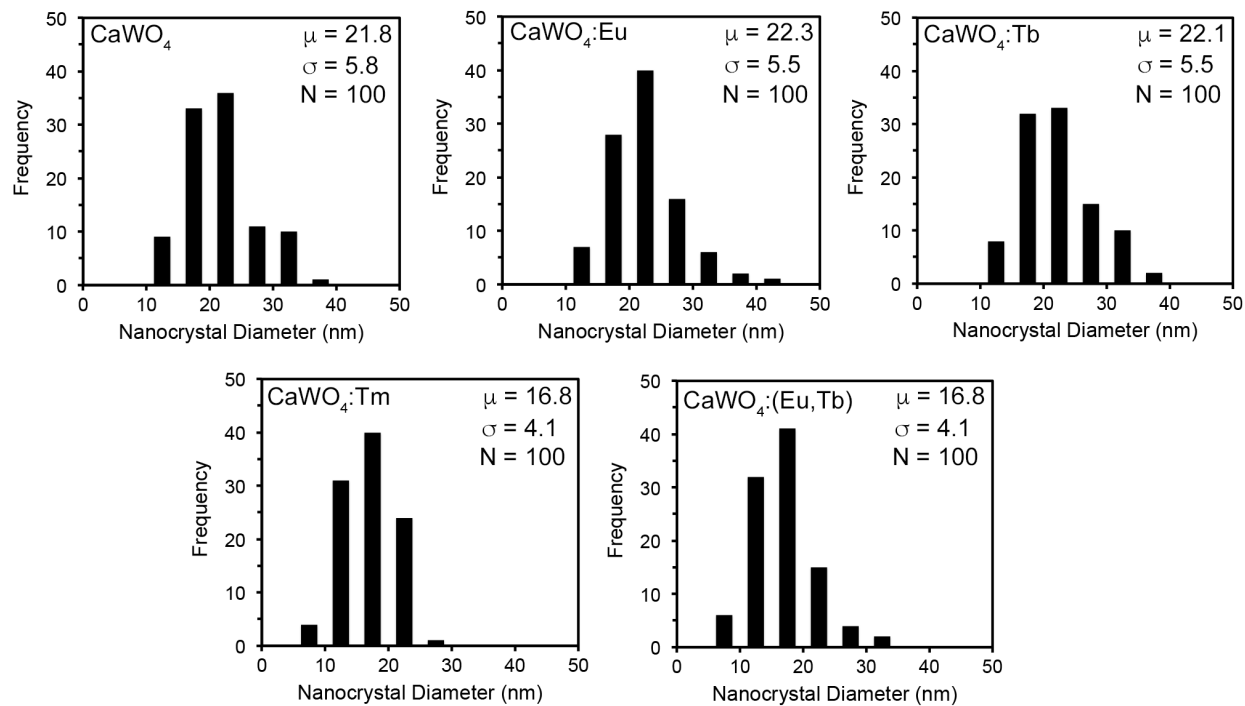 CaWO4
μ = 21.8
σ = 5.8
N = 100
50
40
30
20
10
0
Frequency
0 10 20 30 40 50
Nanocrystal Diameter (nm)
CaWO4:Eu
μ = 22.3
σ = 5.5
N = 100
50
40
30
20
10
0
Frequency
0 10 20 30 40 50
Nanocrystal Diameter (nm)
CaWO4:Tb
μ = 22.1
σ = 5.5
N = 100
50
40
30
20
10
0
Frequency
0 10 20 30 40 50
Nanocrystal Diameter (nm)
CaWO4:Tm
μ = 16.8
σ = 4.1
N = 100
50
40
30
20
10
0
Frequency
0 10 20 30 40 50
Nanocrystal Diameter (nm)
CaWO4:(Eu,Tb)
μ = 16.8
σ = 4.1
N = 100
50
40
30
20
10
0
Frequency
0 10 20 30 40 50
Nanocrystal Diameter (nm)